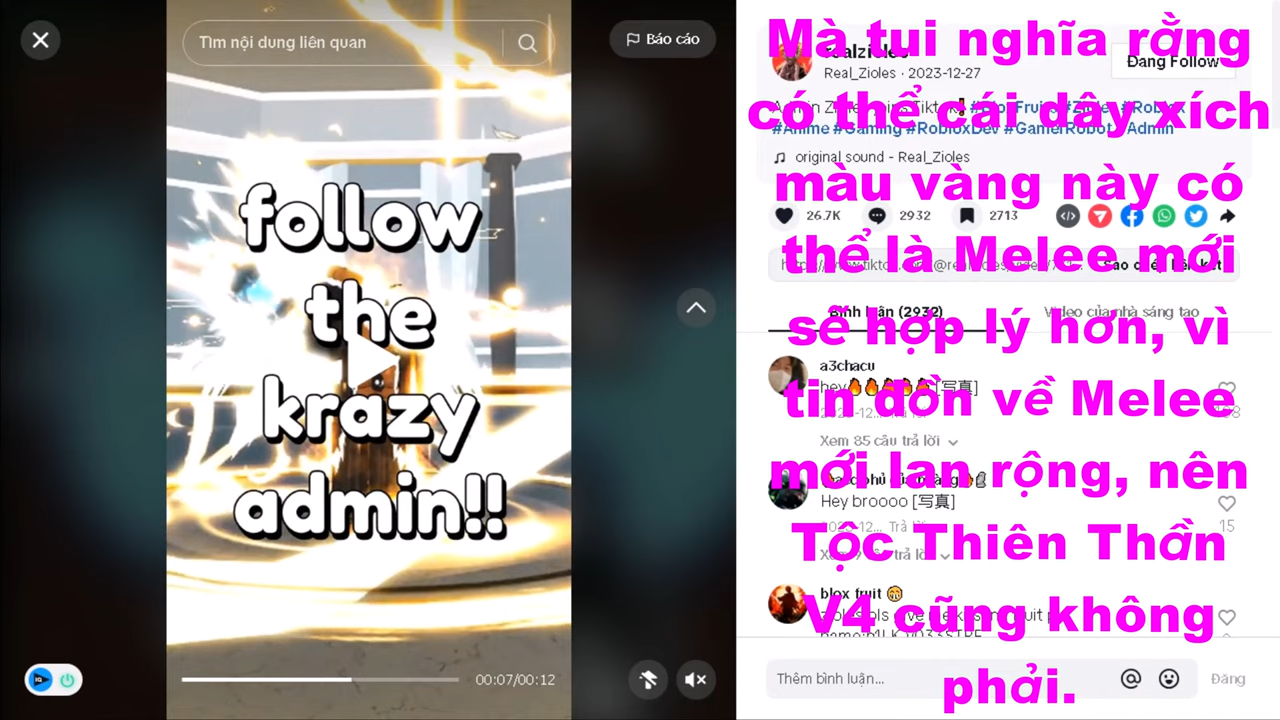 Tìm nội dung liên quan
Báo cáo
follow
the
krazy
admin!!
00:07/00:12
Mà tui nghĩa rằng
có thể cái dây xích
màu vàng này có
thể là Melee mới
sẽ hợp lý hơn, vì
tin đồn về Melee
mới lan rộng, nên
Tộc Thiên Thần
V4 cũng không
phải.
realzioles
Real_Zioles · 2023-12-27
Đang Follow
#Anime #Gaming #RobloxDev #GamerRobot #Admin
original sound - Real_Zioles
26.7K
2932
2713
Bình luận (2932)
Video của nhà sáng tạo
a3chacu
hey
[写真]
Xem 85 câu trả lời
Hey broooo [写真]
15
blox fruit
Thêm bình luận...
Đăng